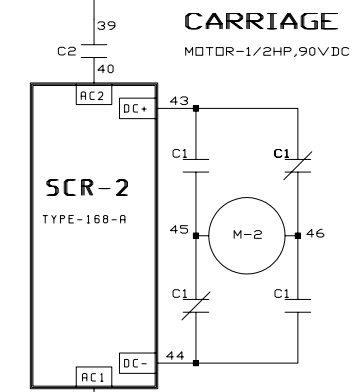 39
CARRIAGE
C2
MOTOR-1/2HP,90VDC
40
AC2
43
DC+
C1
C1
SCR-2
TYPE-168-A
45
M-2
46
C1
C1
DC-
44
AC1